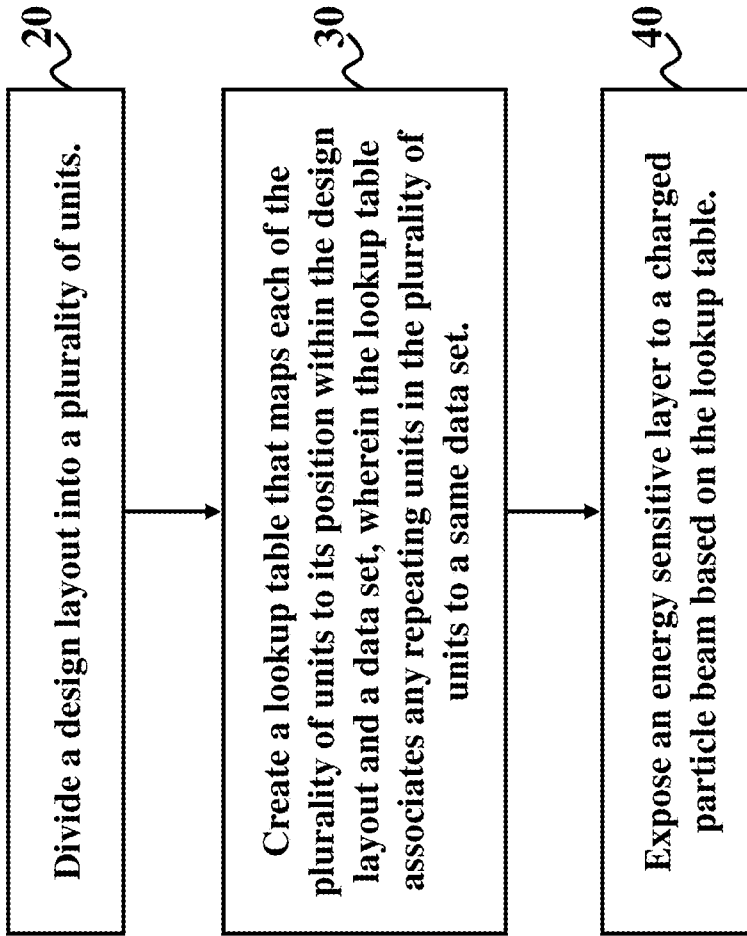 20
Divide a design layout into a plurality of units.
30
Create a lookup table that maps each of the
plurality of units to its position within the design
layout and a data set, wherein the lookup table
associates any repeating units in the plurality of
units to a same data set.
40
Expose an energy sensitive layer to a charged
particle beam based on the lookup table.